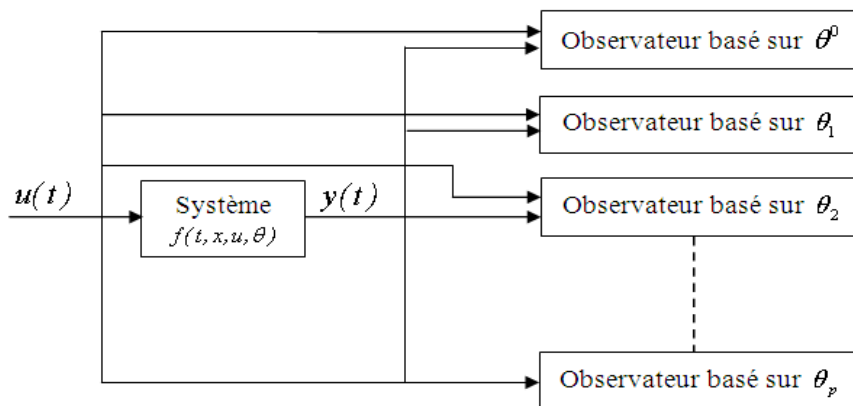 Observateur basé sur θ⁰
Observateur basé sur θ₁
u(t)
Système
f(t,x,u,θ)
y(t)
Observateur basé sur θ₂
Observateur basé sur θₚ